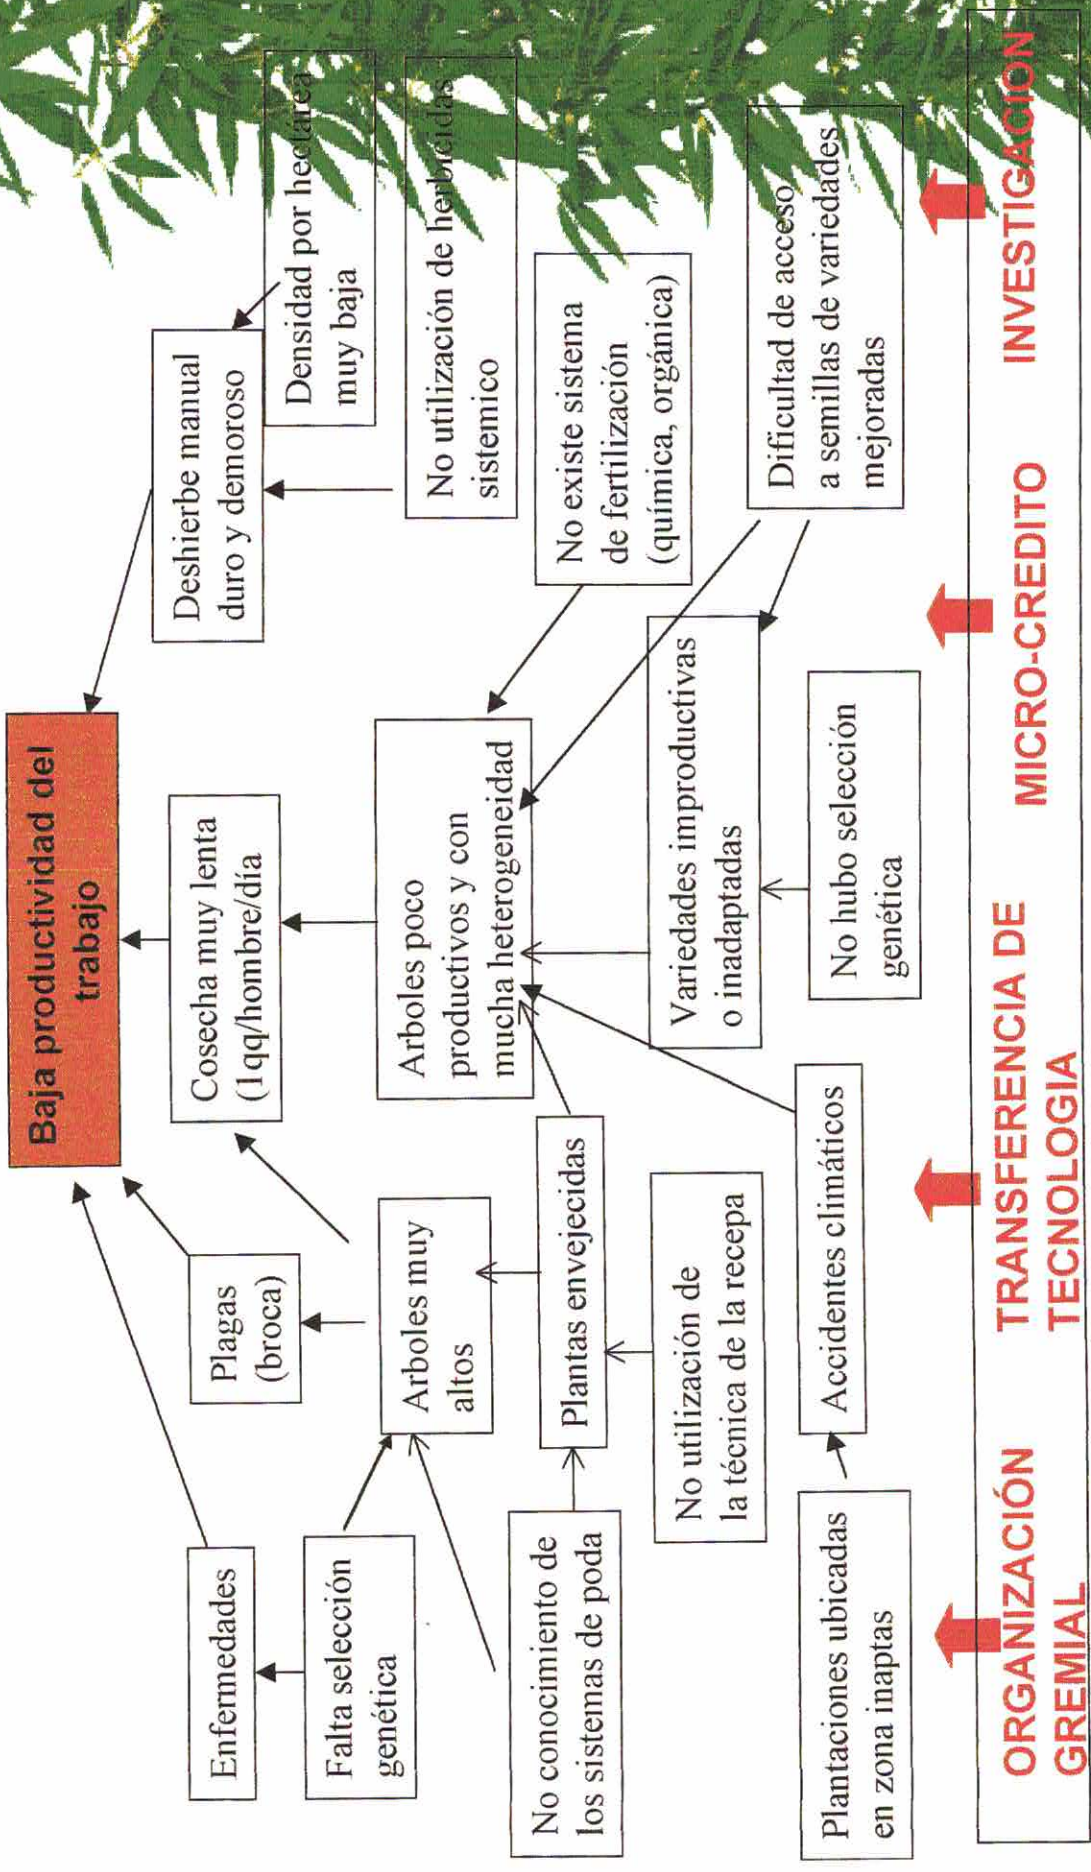 Baja productividad del
trabajo
Enfermedades
Plagas
(broca)
Cosecha muy lenta
(1qq/hombre/día)
Deshierbe manual
duro y demoroso
Falta selección
genética
Arboles muy
altos
Arboles poco
productivos y con
mucha heterogeneidad
Densidad por hectárea
muy baja
No utilización de herbicidas
sistemico
No conocimiento de
los sistemas de poda
Plantas envejecidas
No existe sistema
de fertilización
(química, orgánica)
No utilización de
la técnica de la recepa
Variedades improductivas
o inadaptadas
Dificultad de acceso
a semillas de variedades
mejoradas
Plantaciones ubicadas
en zona inaptas
Accidentes climáticos
No hubo selección
genética
ORGANIZACIÓN
GREMIAL
TRANSFERENCIA DE
TECNOLOGIA
MICRO-CREDITO
INVESTIGACION